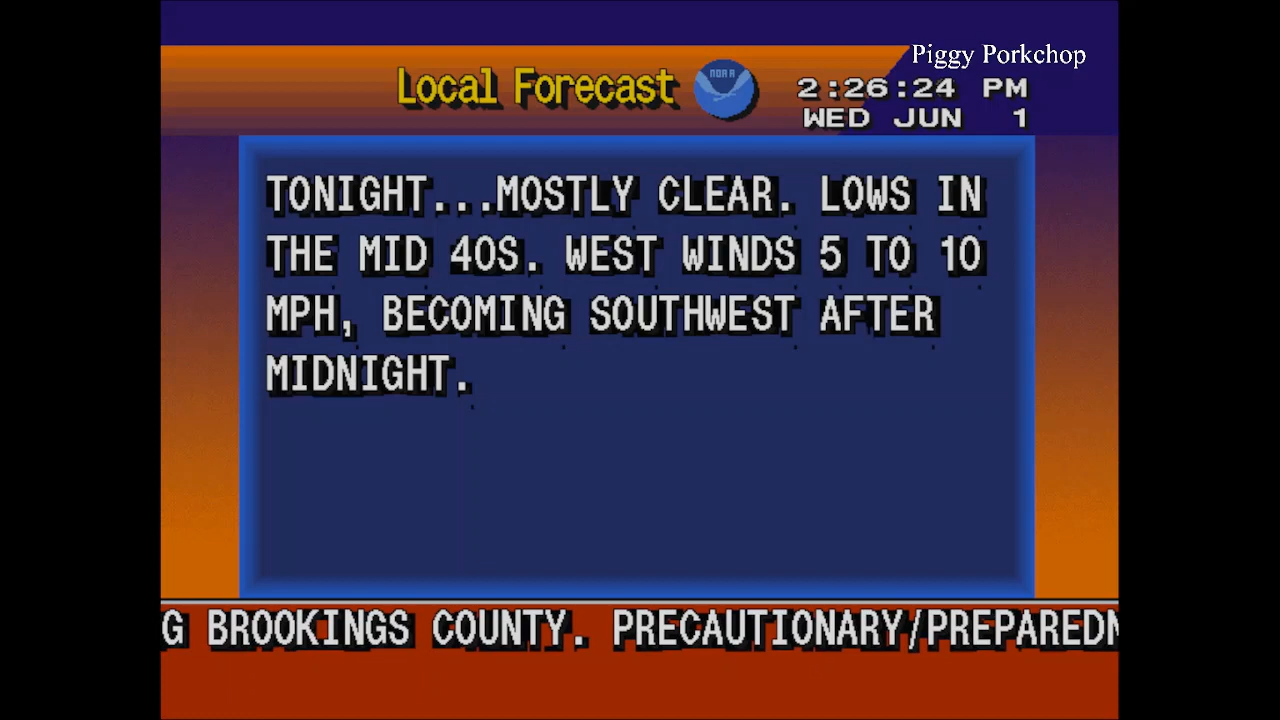 Piggy Porkchop
Local Forecast
NOAA
2:26:24 PM
WED JUN 1
TONIGHT...MOSTLY CLEAR. LOWS IN
THE MID 40S. WEST WINDS 5 TO 10
MPH, BECOMING SOUTHWEST AFTER
MIDNIGHT.
G BROOKINGS COUNTY. PRECAUTIONARY/PREPAREDN